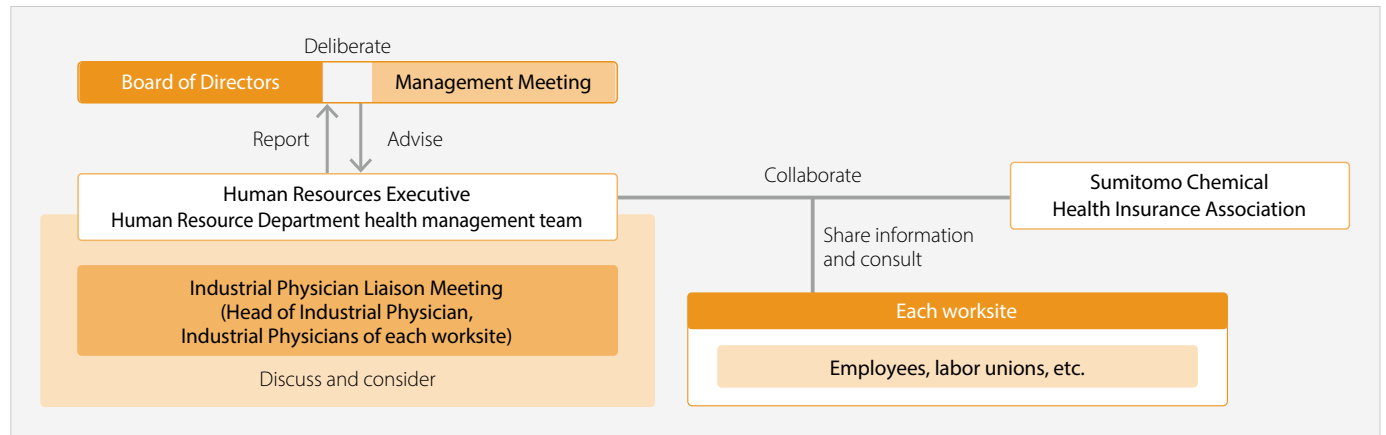 Deliberate
Board of Directors
Management Meeting
Report
Advise
Human Resources Executive
Human Resource Department health management team
Collaborate
Sumitomo Chemical
Health Insurance Association
Share information
and consult
Industrial Physician Liaison Meeting
(Head of Industrial Physician,
Industrial Physicians of each worksite)
Discuss and consider
Each worksite
Employees, labor unions, etc.